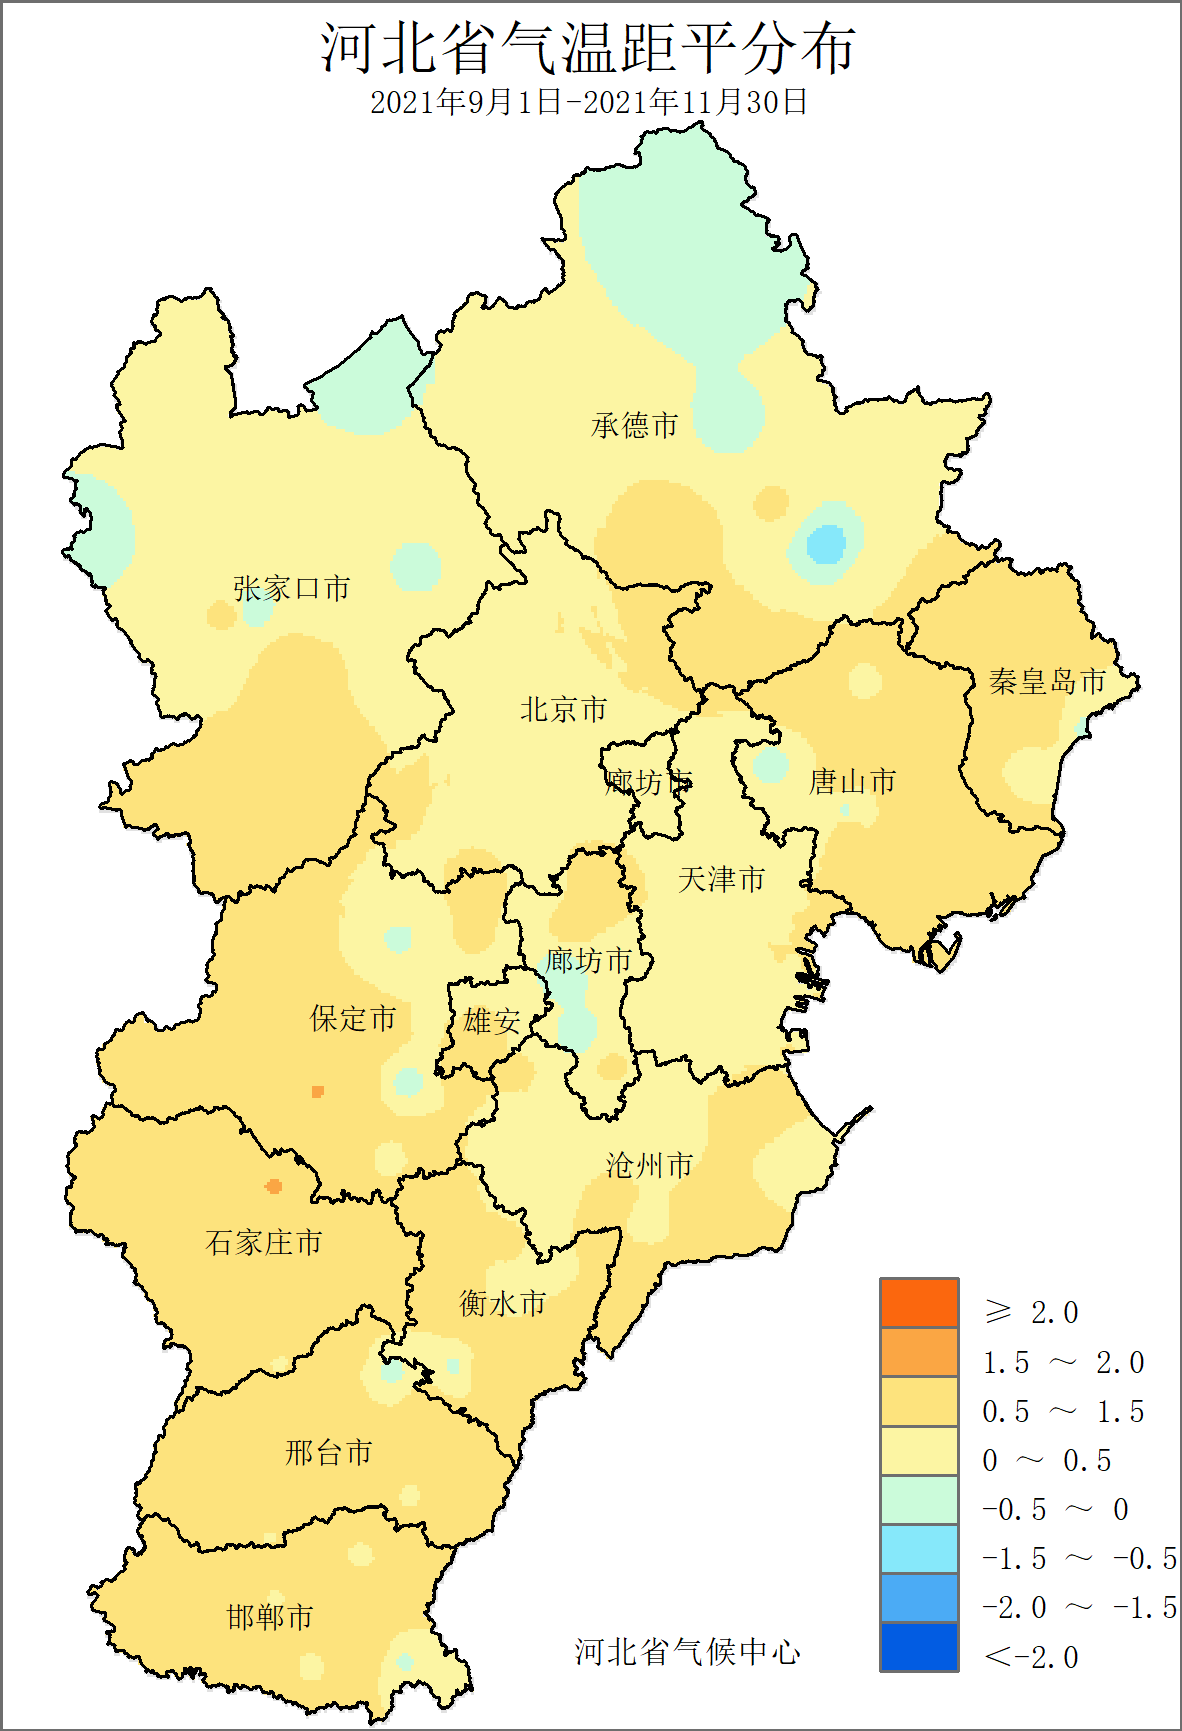 河北省气温距平分布
2021年9月1日-2021年11月30日
承德市
张家口市
秦皇岛市
北京市
廊坊市
唐山市
天津市
廊坊市
保定市
雄安
沧州市
石家庄市
衡水市
邢台市
邯郸市
≥ 2.0
1.5 ～ 2.0
0.5 ～ 1.5
0 ～ 0.5
-0.5 ～ 0
-1.5 ～ -0.5
-2.0 ～ -1.5
<-2.0
河北省气候中心